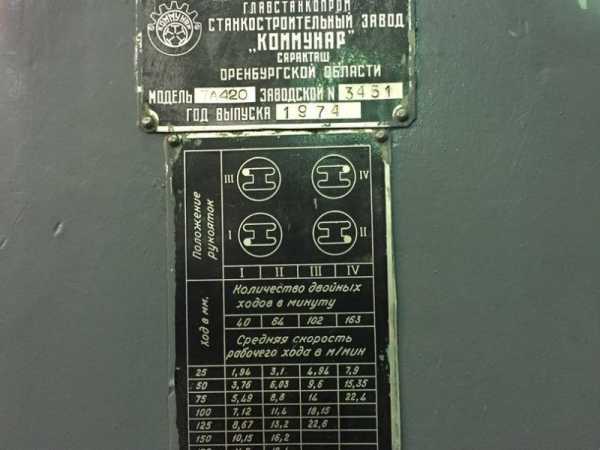 ГЛАВСТАНКОПРОМ
СТАНКОСТРОИТЕЛЬНЫЙ ЗАВОД
„КОММУНАР"
САРАКТАШ
ОРЕНБУРГСКОЙ ОБЛАСТИ
КОММУНАР
МОДЕЛЬ 7А420 ЗАВОДСКОЙ N 3451
ГОД ВЫПУСКА 1974
Положение рукояток
III IV
I II
I II III IV
Ход в мм.
Количество двойных
ходов в минуту
40 64 102 163
Средняя скорость
рабочего хода в м/мин
25 1,94 3,1 4,94 7,9
50 3,76 6,03 9,6 15,35
75 5,49 8,8 14 22,4
100 7,12 11,4 18,15
125 8,67 13,2 22,6
150 10,15 16,2